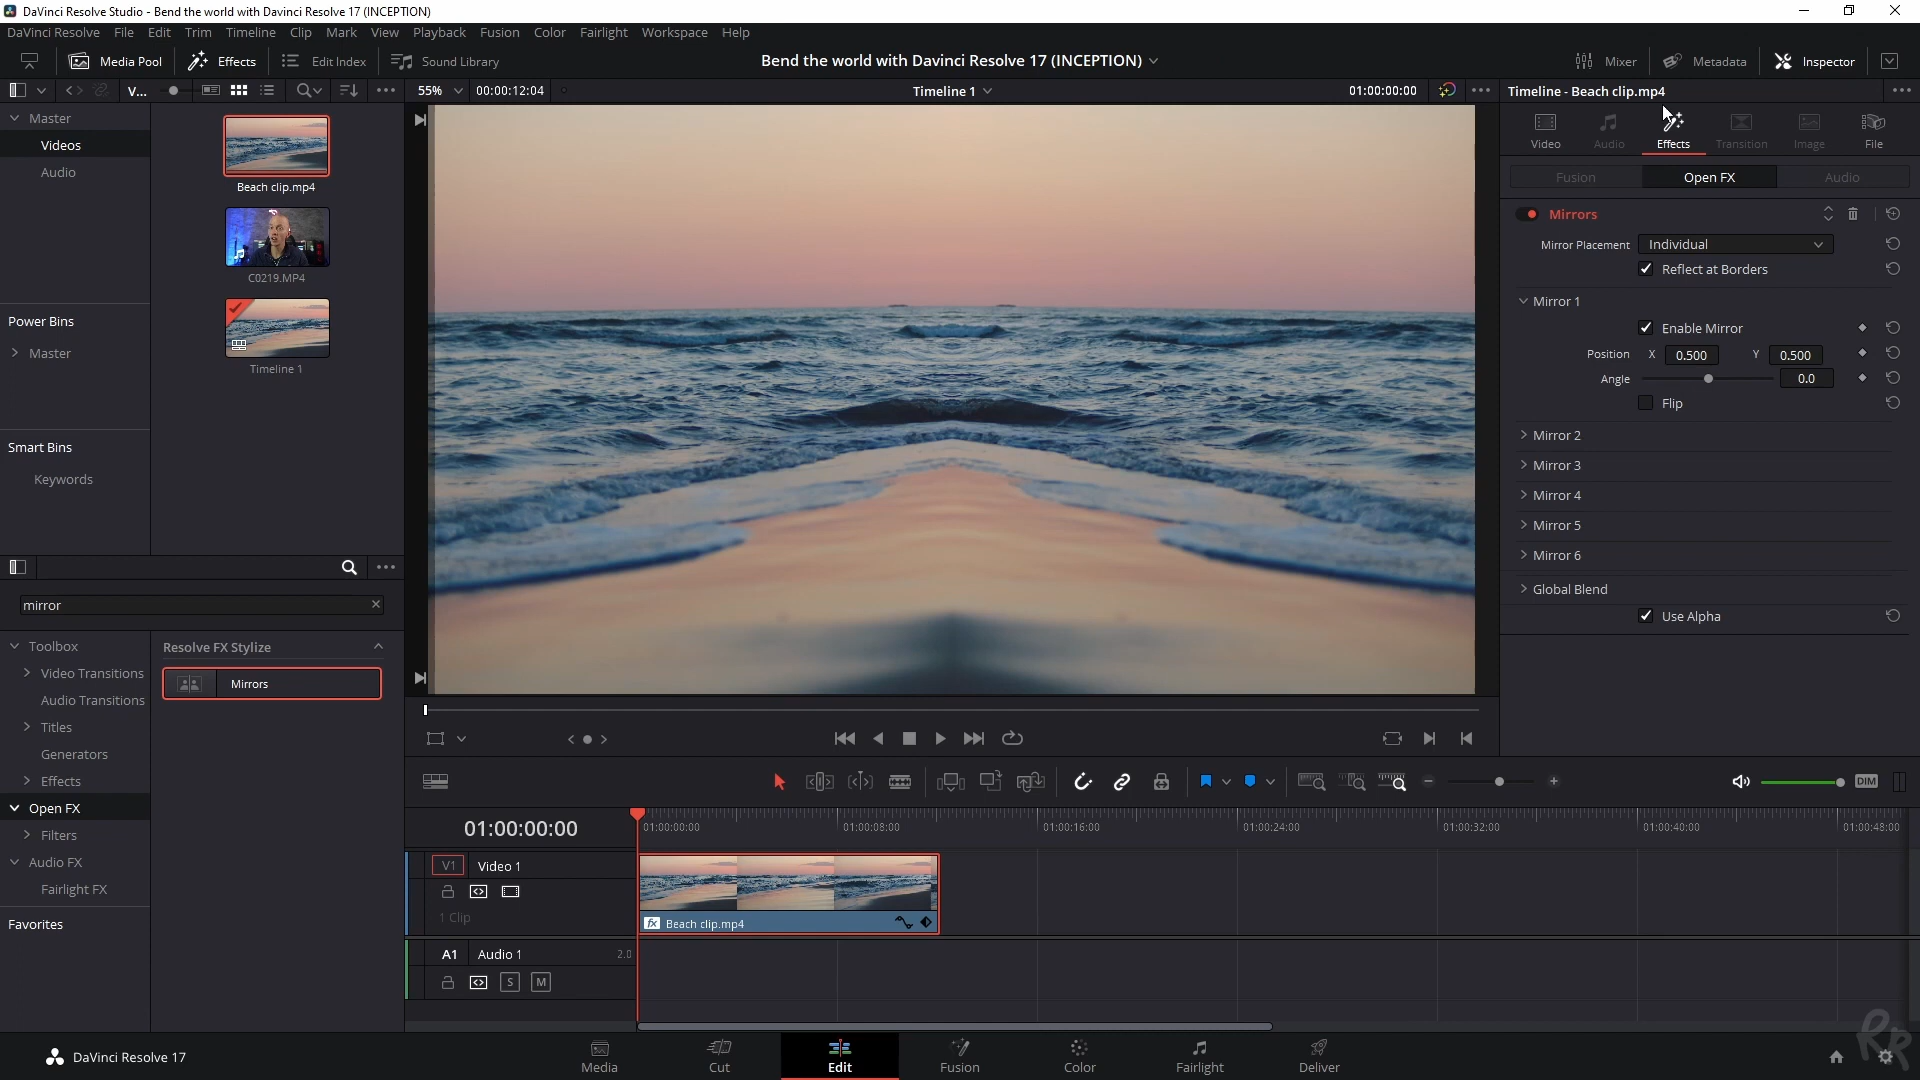 DaVinci Resolve Studio - Bend the world with Davinci Resolve 17 (INCEPTION)
DaVinci Resolve File Edit Trim Timeline Clip Mark View Playback Fusion Color Fairlight Workspace Help
Media Pool Effects Edit Index Sound Library Bend the world with Davinci Resolve 17 (INCEPTION) Mixer Metadata Inspector
V... 55% 00:00:12:04 Timeline 1 01:00:00:00 Timeline - Beach clip.mp4
Master
Videos
Audio
Power Bins
Master
Smart Bins
Keywords
Beach clip.mp4
C0219.MP4
Timeline 1
Video Audio Effects Transition Image File
Fusion Open FX Audio
Mirrors
Mirror Placement Individual
Reflect at Borders
Mirror 1
Enable Mirror
Position X 0.500 Y 0.500
Angle 0.0
Flip
Mirror 2
Mirror 3
Mirror 4
Mirror 5
Mirror 6
Global Blend
Use Alpha
mirror
Toolbox
Video Transitions
Audio Transitions
Titles
Generators
Effects
Open FX
Filters
Audio FX
Fairlight FX
Favorites
Resolve FX Stylize
Mirrors
DIM
01:00:00:00 01:00:00:00 01:00:08:00 01:00:16:00 01:00:24:00 01:00:32:00 01:00:40:00 01:00:48:00
V1 Video 1
1 Clip
fx Beach clip.mp4
A1 Audio 1 2.0
S M
DaVinci Resolve 17 Media Cut Edit Fusion Color Fairlight Deliver
RR